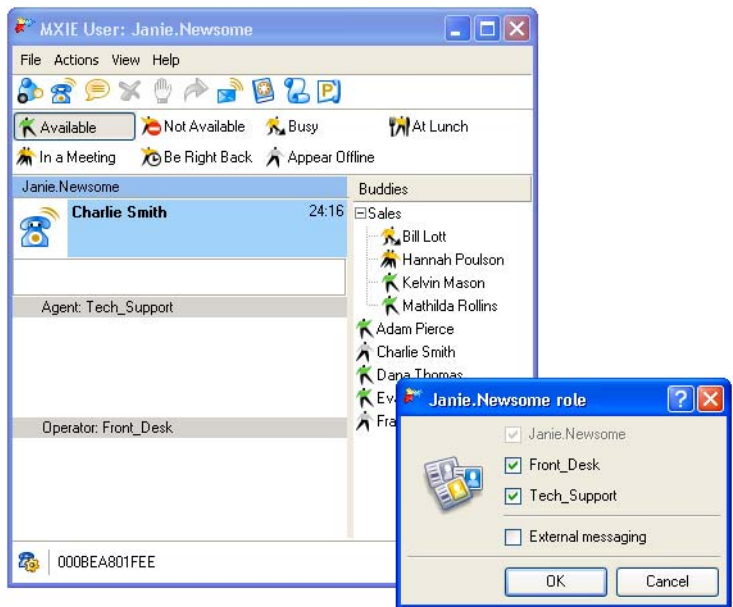 MXIE User: Janie.Newsome
File Actions View Help
Available Not Available Busy At Lunch
In a Meeting Be Right Back Appear Offline
Janie.Newsome
Charlie Smith 24:16
Agent: Tech_Support
Operator: Front_Desk
000BEA801FEE
Buddies
Sales
Bill Lott
Hannah Poulson
Kelvin Mason
Mathilda Rollins
Adam Pierce
Charlie Smith
Dana Thomas
Janie.Newsome role
Janie.Newsome
Front_Desk
Tech_Support
External messaging
OK Cancel